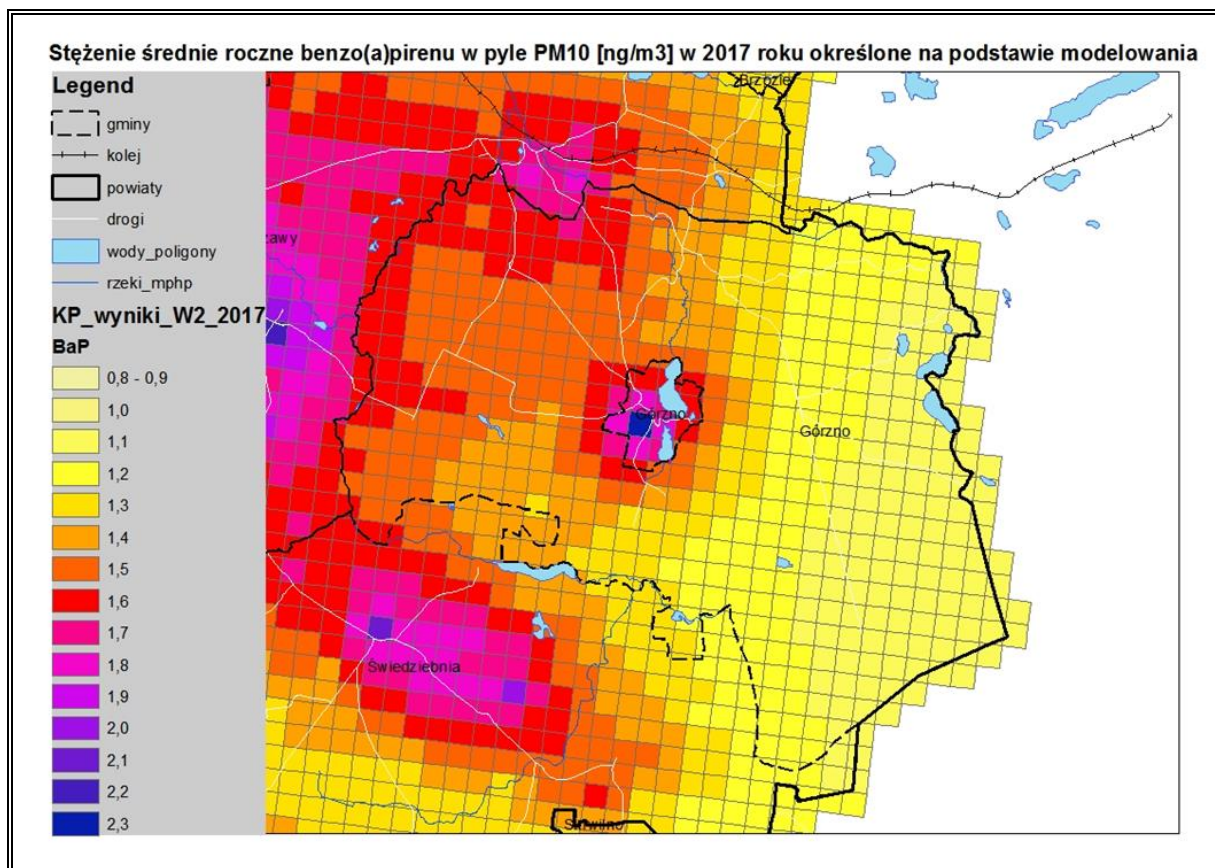 Stężenie średnie roczne benzo(a)pirenu w pyle PM10 [ng/m3] w 2017 roku określone na podstawie modelowania
Legend
gminy
kolej
powiaty
drogi
wody_poligony
rzeki_mphp
KP_wyniki_W2_2017
BaP
0,8 - 0,9
1,0
1,1
1,2
1,3
1,4
1,5
1,6
1,7
1,8
1,9
2,0
2,1
2,2
2,3
Brzozie
zawy
Górzno
Górzno
Świedziebnia
Skrwilno